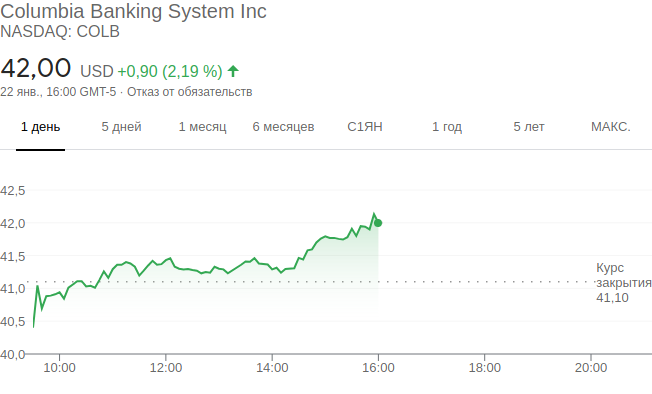 Columbia Banking System Inc
NASDAQ: COLB
42,00 USD +0,90 (2,19 %)
22 янв., 16:00 GMT-5 · Отказ от обязательств
1 день 5 дней 1 месяц 6 месяцев С1ЯН 1 год 5 лет МАКС.
42,5
42,0
41,5
Курс
закрытия
41,0
41,10
40,5
40,0
10:00 12:00 14:00 16:00 18:00 20:00